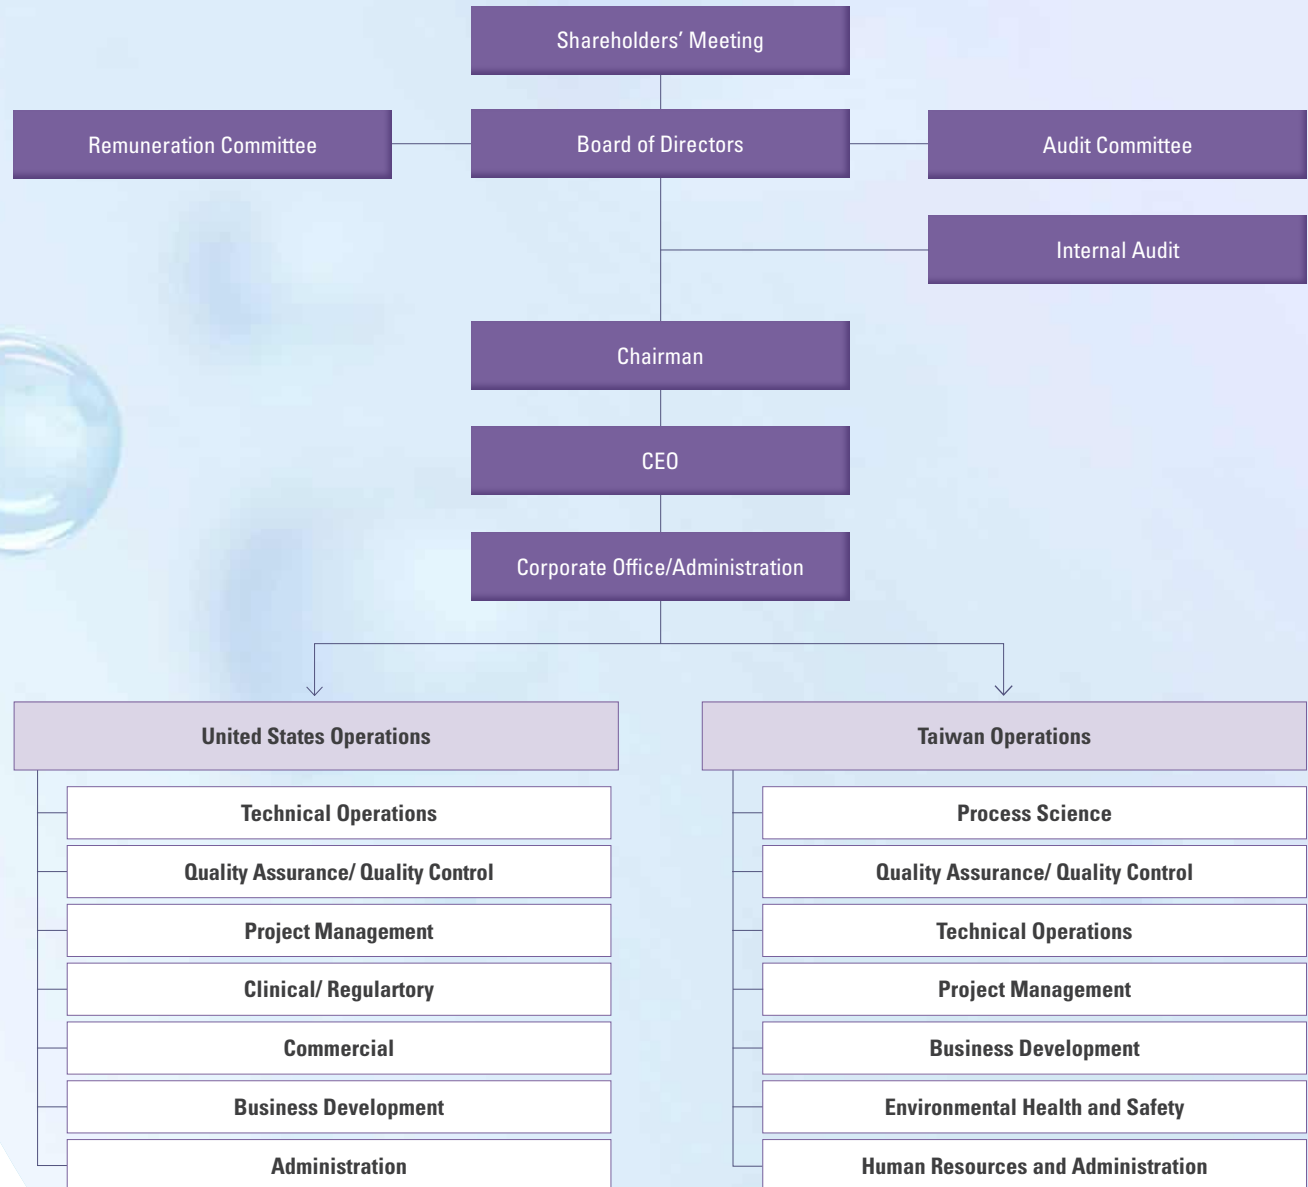 Shareholders’ Meeting
Remuneration Committee
Board of Directors
Audit Committee
Internal Audit
Chairman
CEO
Corporate Office/Administration
United States Operations
Technical Operations
Quality Assurance/ Quality Control
Project Management
Clinical/ Regulartory
Commercial
Business Development
Administration
Taiwan Operations
Process Science
Quality Assurance/ Quality Control
Technical Operations
Project Management
Business Development
Environmental Health and Safety
Human Resources and Administration